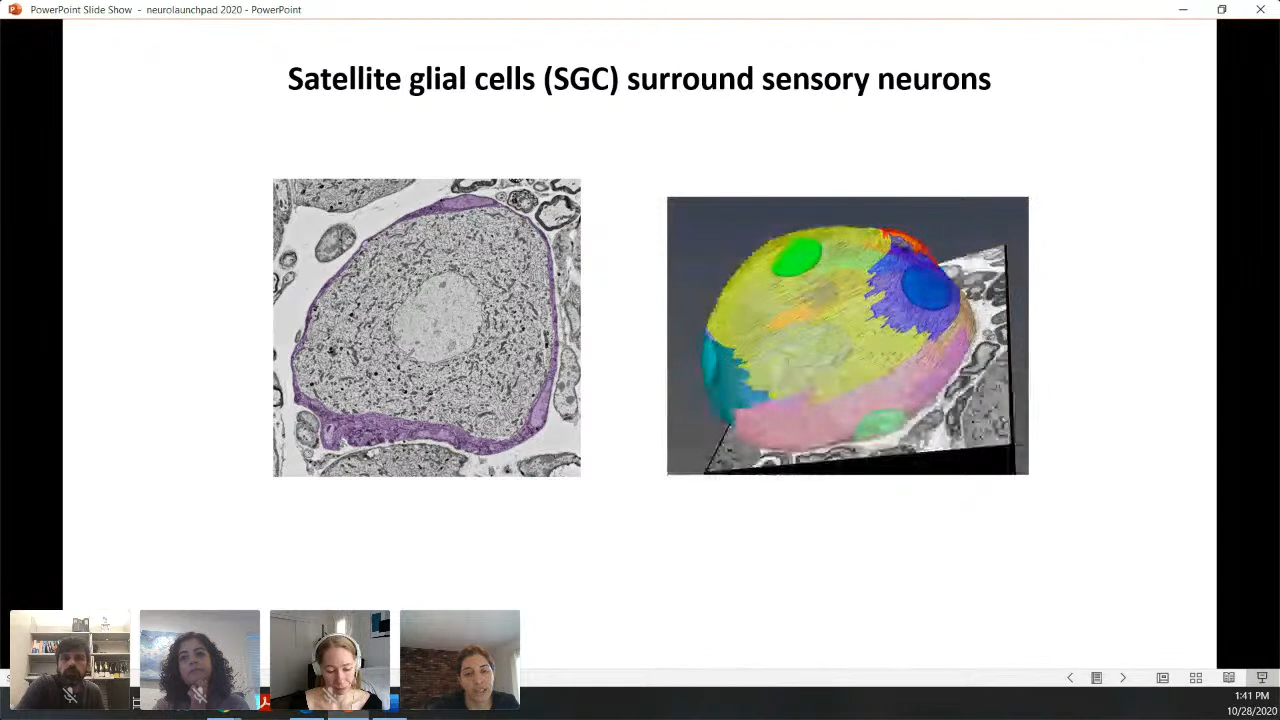 PowerPoint Slide Show - neurolaunchpad 2020 - PowerPoint
Satellite glial cells (SGC) surround sensory neurons
1:41 PM
10/28/2020